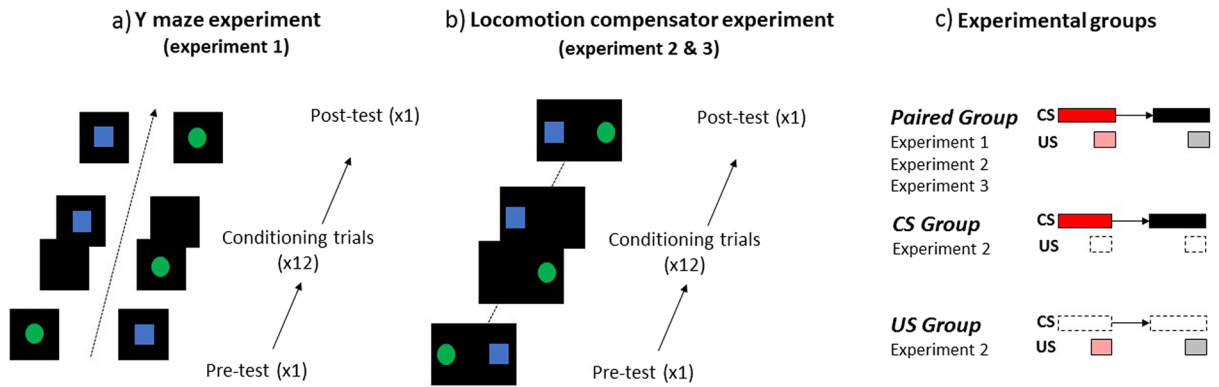 a) Y maze experiment
(experiment 1)
Post-test (x1)
Conditioning trials
(x12)
Pre-test (x1)
b) Locomotion compensator experiment
(experiment 2 & 3)
Post-test (x1)
Conditioning trials
(x12)
Pre-test (x1)
c) Experimental groups
Paired Group CS
Experiment 1 US
Experiment 2
Experiment 3
CS Group CS
Experiment 2 US
US Group CS
Experiment 2 US